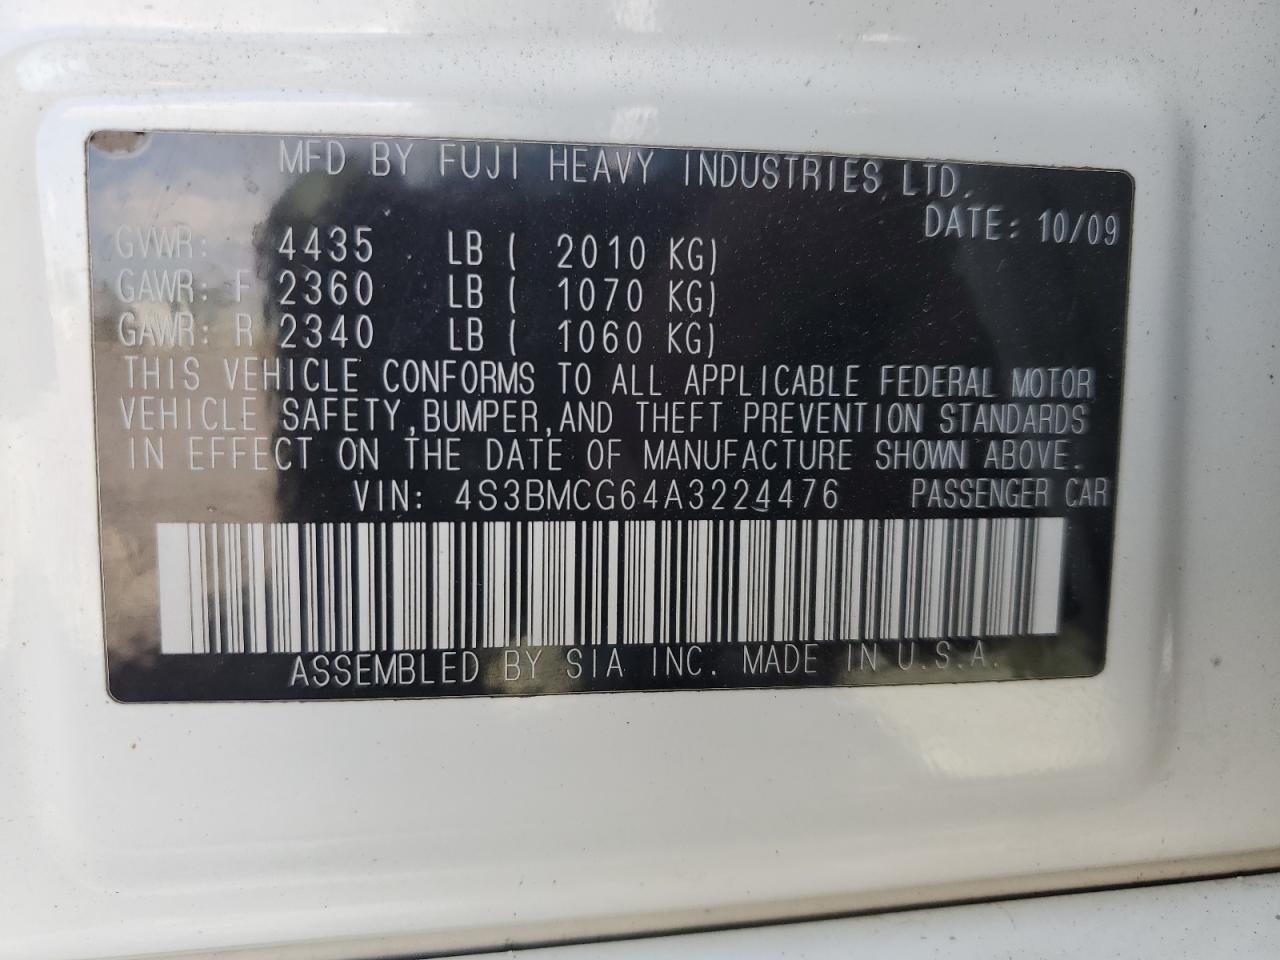 MFD BY FUJI HEAVY INDUSTRIES LTD.
DATE: 10/09
GVWR: 4435 LB ( 2010 KG)
GAWR: F 2360 LB ( 1070 KG)
GAWR: R 2340 LB ( 1060 KG)
THIS VEHICLE CONFORMS TO ALL APPLICABLE FEDERAL MOTOR
VEHICLE SAFETY,BUMPER,AND THEFT PREVENTION STANDARDS
IN EFFECT ON THE DATE OF MANUFACTURE SHOWN ABOVE.
VIN: 4S3BMCG64A3224476 PASSENGER CAR
ASSEMBLED BY SIA INC. MADE IN U.S.A.